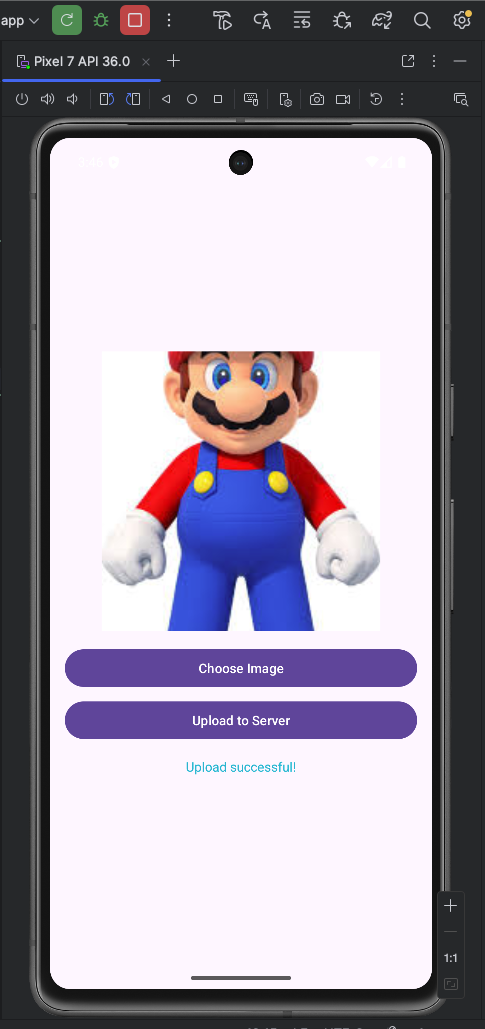 app
Pixel 7 API 36.0
Choose Image
Upload to Server
Upload successful!
1:1